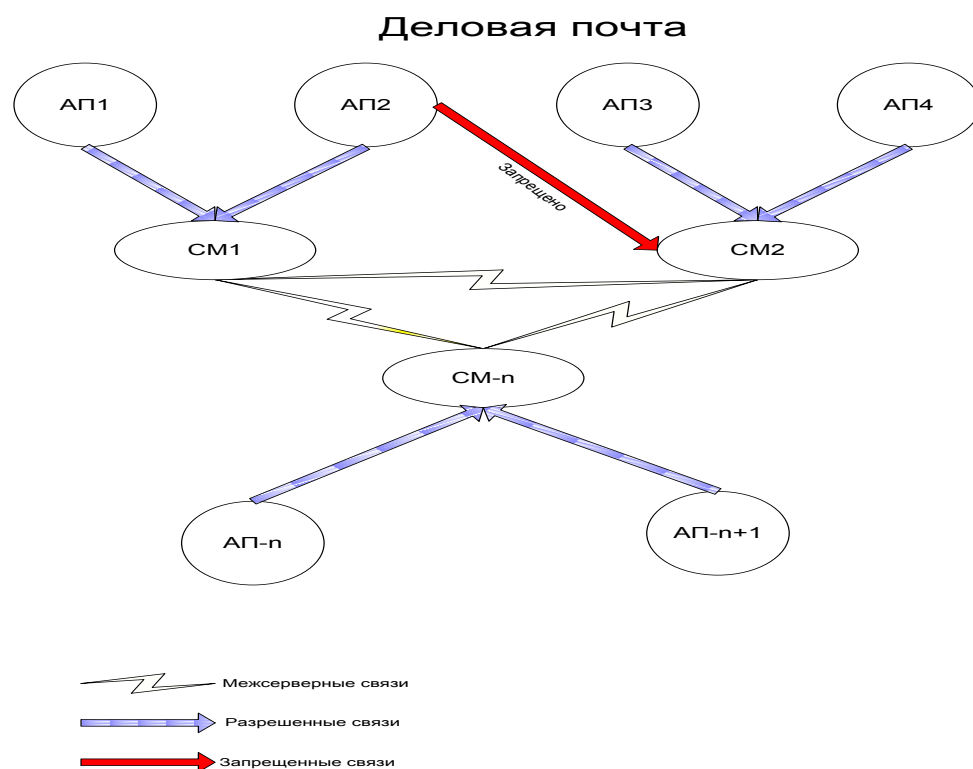 Деловая почта
АП1
АП2
АП3
АП4
Запрещено
СМ1
СМ2
СМ-n
АП-n
АП-n+1
Межсерверные связи
Разрешенные связи
Запрещенные связи